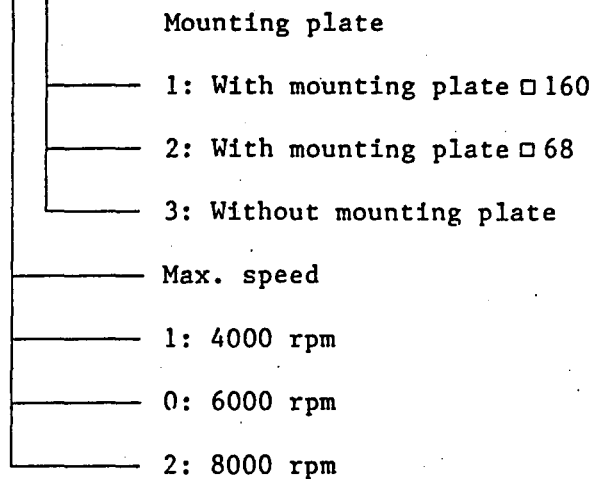 Mounting plate
1: With mounting plate □ 160
2: With mounting plate □ 68
3: Without mounting plate
Max. speed
1: 4000 rpm
0: 6000 rpm
2: 8000 rpm